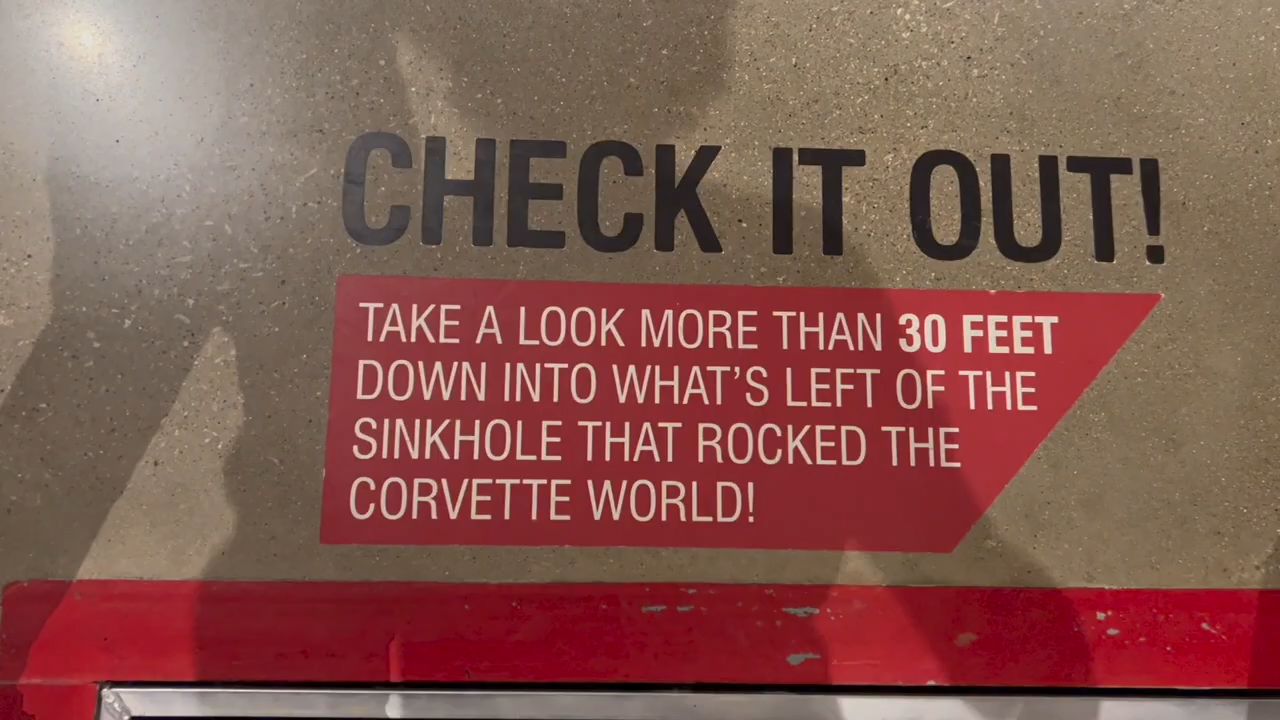 CHECK IT OUT!
TAKE A LOOK MORE THAN 30 FEET
DOWN INTO WHAT'S LEFT OF THE
SINKHOLE THAT ROCKED THE
CORVETTE WORLD!